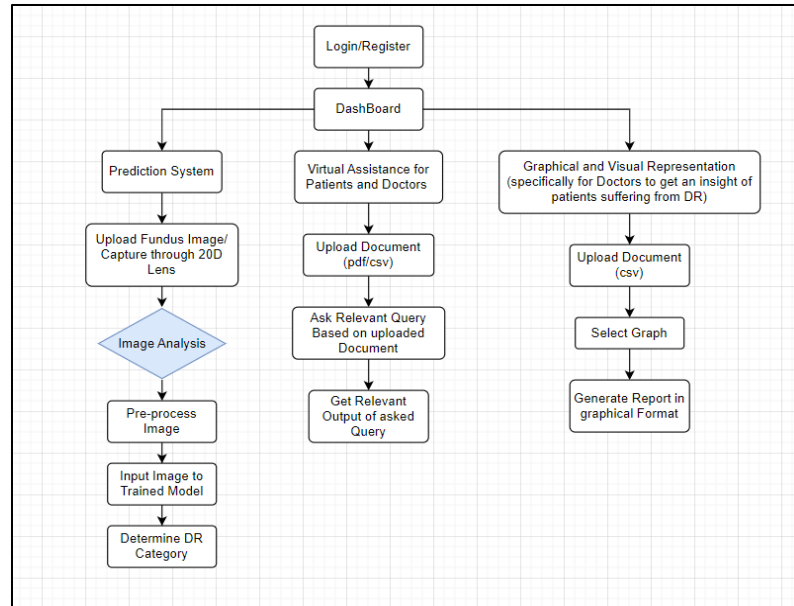 Login/Register
DashBoard
Prediction System
Upload Fundus Image/
Capture through 20D
Lens
Image Analysis
Pre-process
Image
Input Image to
Trained Model
Determine DR
Category
Virtual Assistance for
Patients and Doctors
Upload Document
(pdf/csv)
Ask Relevant Query
Based on uploaded
Document
Get Relevant
Output of asked
Query
Graphical and Visual Representation
(specifically for Doctors to get an insight of
patients suffering from DR)
Upload Document
(csv)
Select Graph
Generate Report in
graphical Format